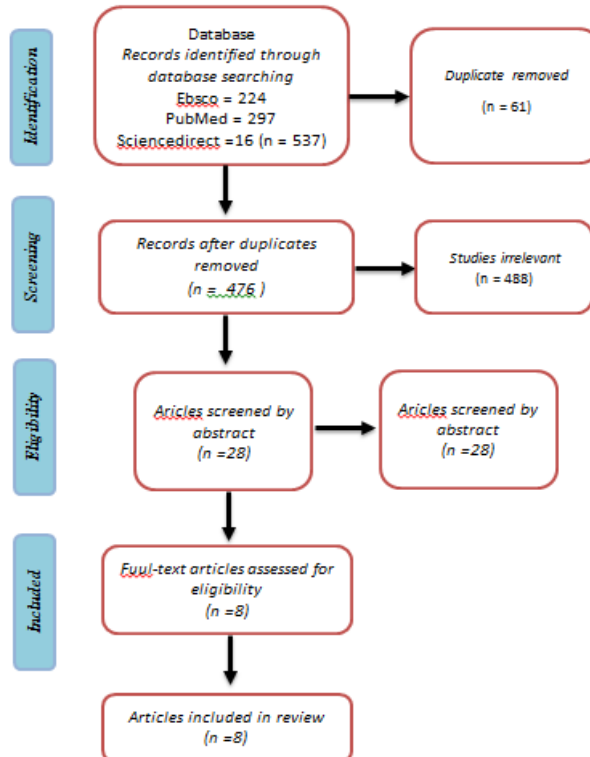 Identification
Database
Records identified through
database searching
Ebsco = 224
PubMed = 297
Sciencedirect =16 (n = 537)
Duplicate removed
(n = 61)
Screening
Records after duplicates
removed
(n = 476 )
Studies irrelevant
(n = 488)
Eligibility
Aricles screened by
abstract
(n =28)
Aricles screened by
abstract
(n =28)
Included
Fuul-text articles assessed for
eligibility
(n =8)
Articles included in review
(n =8)